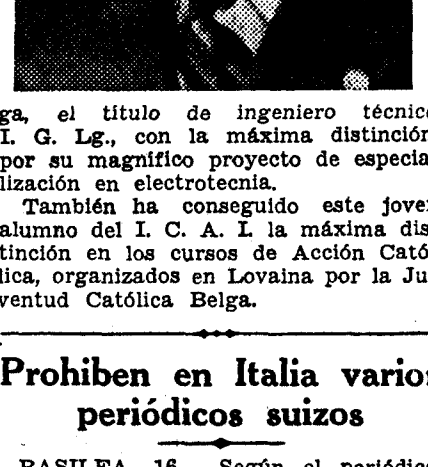 ga, el título de ingeniero técnico
I. G. Lg., con la máxima distinción
por su magnífico proyecto de especia-
lización en electrotecnia.
También ha conseguido este joven
alumno del I. C. A. I. la máxima dis-
tinción en los cursos de Acción Cató-
lica, organizados en Lovaina por la Ju-
ventud Católica Belga.
Prohiben en Italia varios
periódicos suizos
BASILEA, 16.—Según el periódico